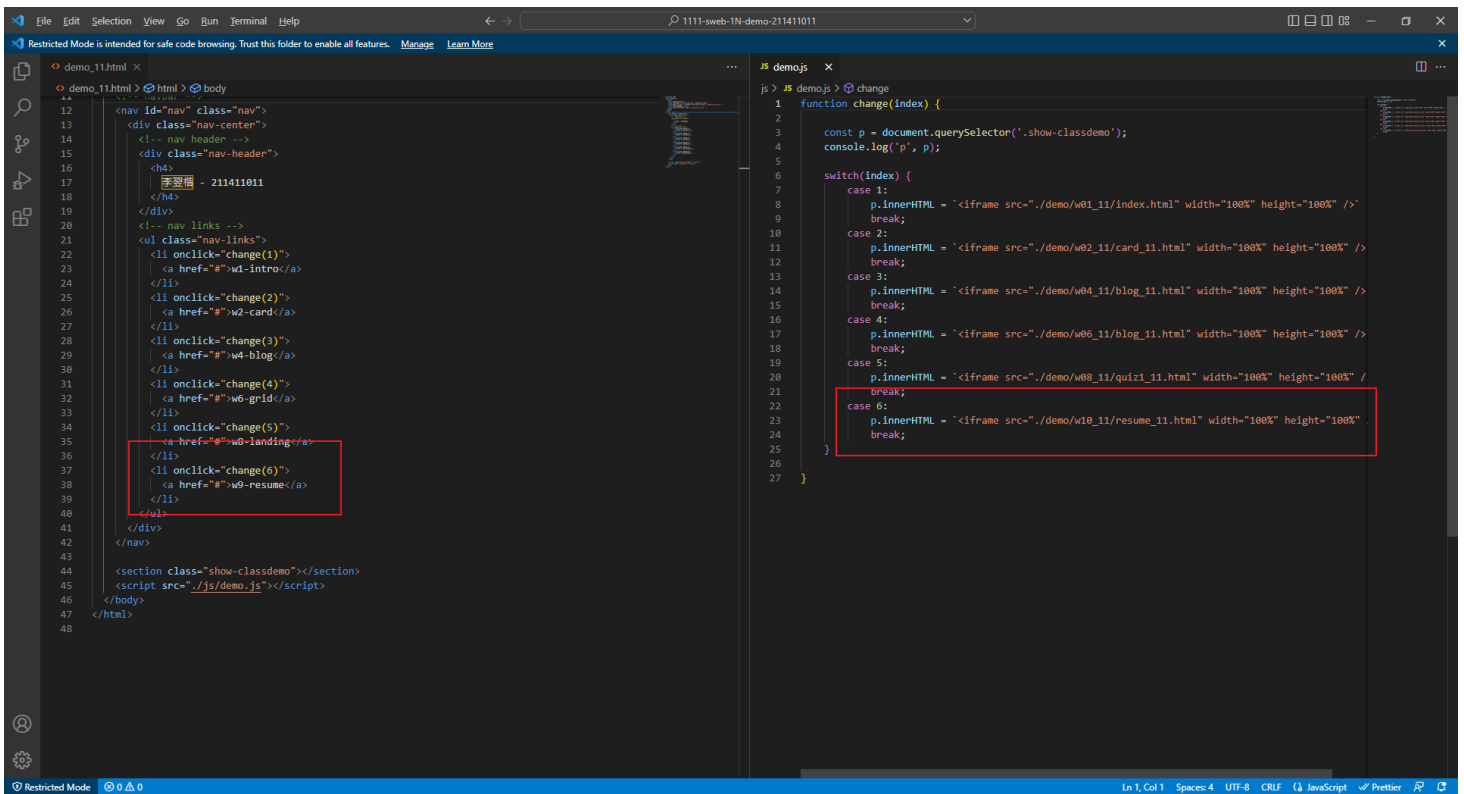 File Edit Selection View Go Run Terminal Help
1111-sweb-1N-demo-211411011
Restricted Mode is intended for safe code browsing. Trust this folder to enable all features. Manage Learn More
demo_11.html
demo_11.html > html > body
11 <!-- navbar -->
12 <nav id="nav" class="nav">
13 <div class="nav-center">
14 <!-- nav header -->
15 <div class="nav-header">
16 <h4>
17 李翌楷 - 211411011
18 </h4>
19 </div>
20 <!-- nav links -->
21 <ul class="nav-links">
22 <li onclick="change(1)">
23 <a href="#">w1-intro</a>
24 </li>
25 <li onclick="change(2)">
26 <a href="#">w2-card</a>
27 </li>
28 <li onclick="change(3)">
29 <a href="#">w4-blog</a>
30 </li>
31 <li onclick="change(4)">
32 <a href="#">w6-grid</a>
33 </li>
34 <li onclick="change(5)">
35 <a href="#">w8-landing</a>
36 </li>
37 <li onclick="change(6)">
38 <a href="#">w9-resume</a>
39 </li>
40 </ul>
41 </div>
42 </nav>
43
44 <section class="show-classdemo"></section>
45 <script src="./js/demo.js"></script>
46 </body>
47 </html>
48
JS demo.js
js > JS demo.js > change
1 function change(index) {
2
3 const p = document.querySelector('.show-classdemo');
4 console.log('p', p);
5
6 switch(index) {
7 case 1:
8 p.innerHTML = `<iframe src="./demo/w01_11/index.html" width="100%" height="100%" />`
9 break;
10 case 2:
11 p.innerHTML = `<iframe src="./demo/w02_11/card_11.html" width="100%" height="100%" />
12 break;
13 case 3:
14 p.innerHTML = `<iframe src="./demo/w04_11/blog_11.html" width="100%" height="100%" />
15 break;
16 case 4:
17 p.innerHTML = `<iframe src="./demo/w06_11/blog_11.html" width="100%" height="100%" />
18 break;
19 case 5:
20 p.innerHTML = `<iframe src="./demo/w08_11/quiz1_11.html" width="100%" height="100%" /
21 break;
22 case 6:
23 p.innerHTML = `<iframe src="./demo/w10_11/resume_11.html" width="100%" height="100%"
24 break;
25 }
26
27 }
Restricted Mode 0 0 Ln 1, Col 1 Spaces: 4 UTF-8 CRLF JavaScript Prettier